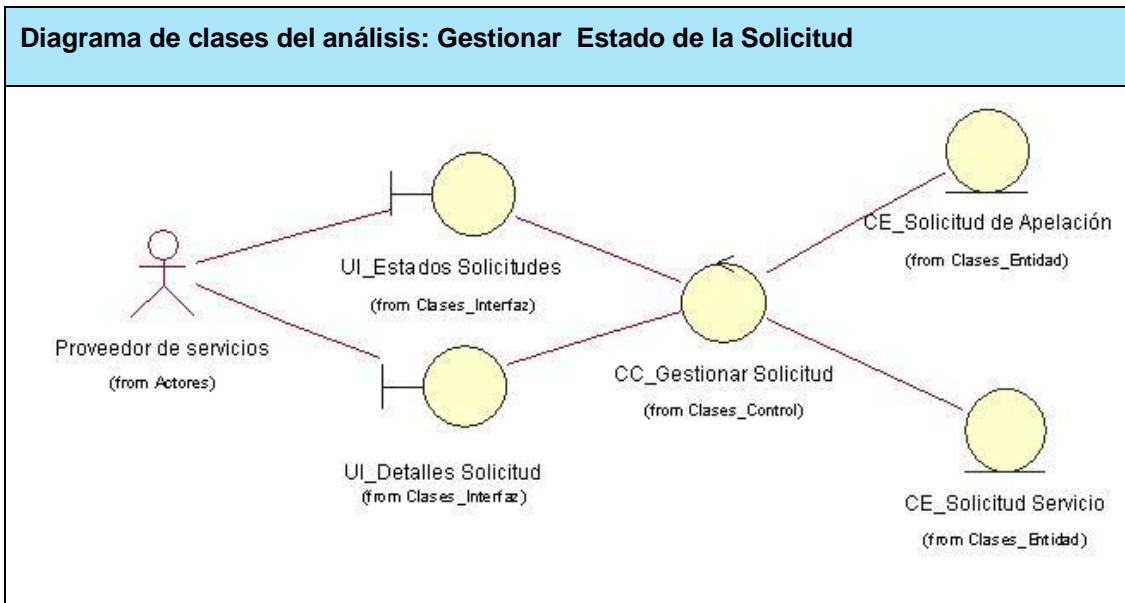 Diagrama de clases del análisis: Gestionar Estado de la Solicitud
CE_Solicitud de Apelación
(from Clases_Entidad)
UI_Estados Solicitudes
(from Clases_Interfaz)
Proveedor de servicios
(from Actores)
CC_Gestionar Solicitud
(from Clases_Control)
UI_Detalles Solicitud
(from Clases_Interfaz)
CE_Solicitud Servicio
(from Clases_Entidad)